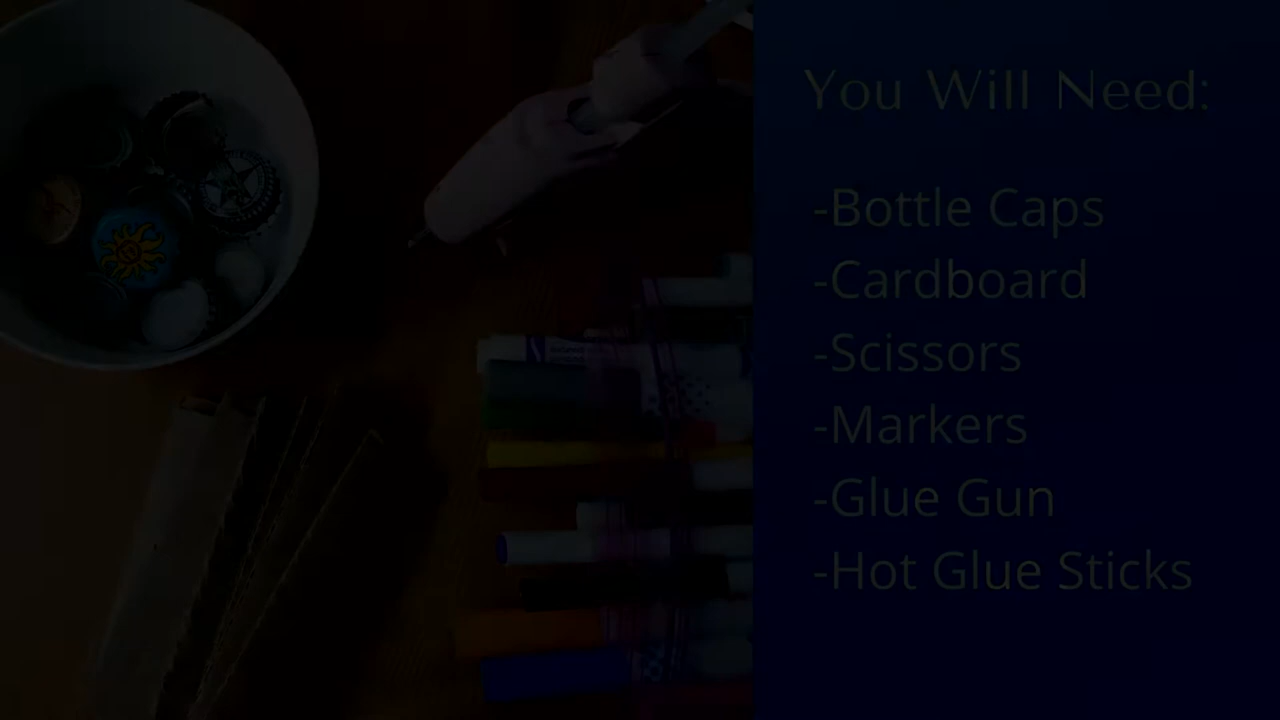 You Will Need:
-Bottle Caps
-Cardboard
-Scissors
-Markers
-Glue Gun
-Hot Glue Sticks